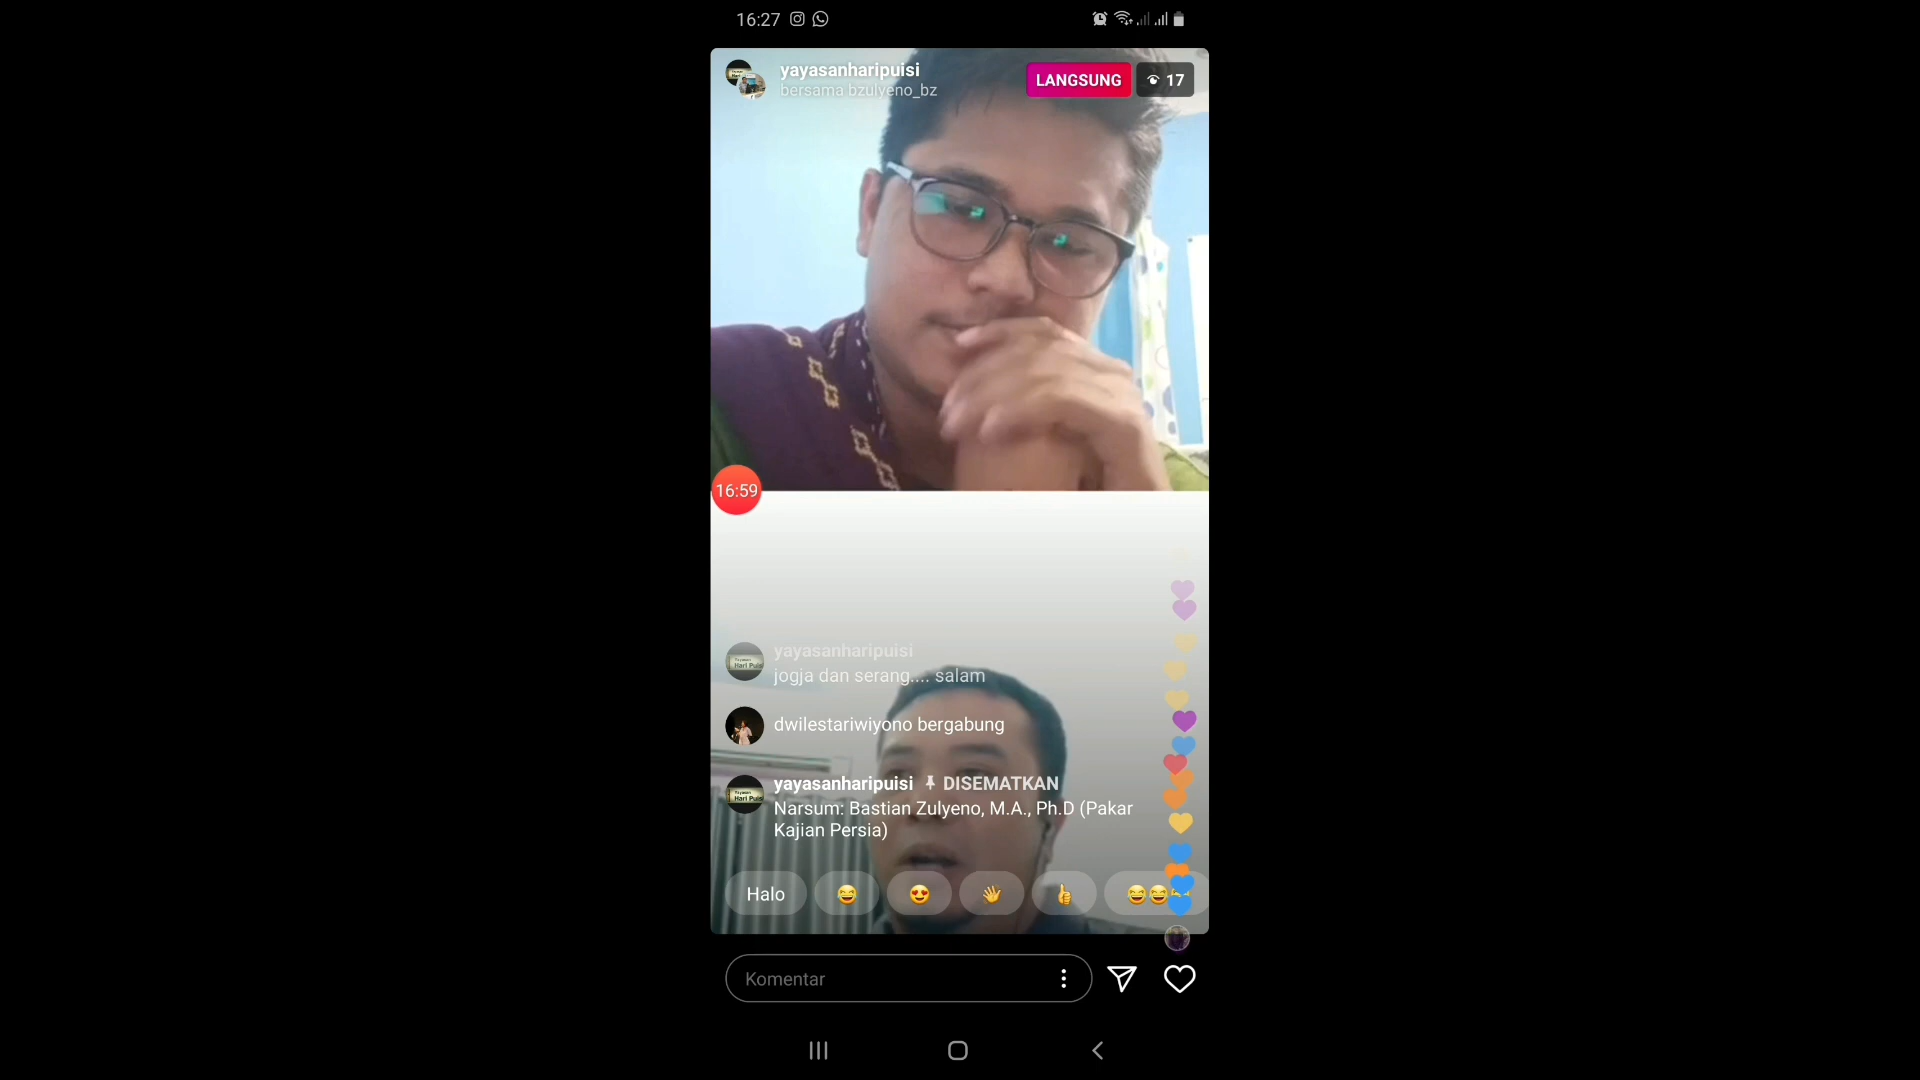 16:27
yayasanharipuisi
bersama bzulyeno_bz
LANGSUNG
17
16:59
yayasanharipuisi
jogja dan serang.... salam
dwilestariwiyono bergabung
yayasanharipuisi DISEMATKAN
Narsum: Bastian Zulyeno, M.A., Ph.D (Pakar
Kajian Persia)
Halo
Komentar